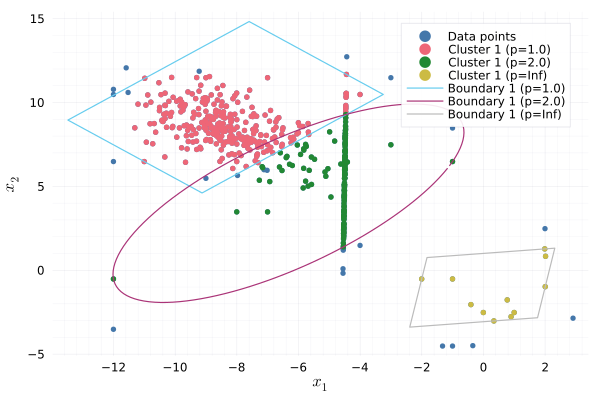 15
10
5
0
−5
x2
Data points
Cluster 1 (p=1.0)
Cluster 1 (p=2.0)
Cluster 1 (p=Inf)
Boundary 1 (p=1.0)
Boundary 1 (p=2.0)
Boundary 1 (p=Inf)
−12 −10 −8 −6 −4 −2 0 2
x1